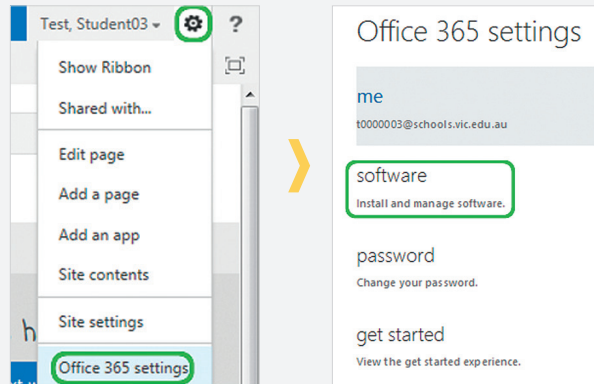 Test, Student03
?
Show Ribbon
Shared with...
Edit page
Add a page
Add an app
Site contents
Site settings
Office 365 settings
h
Office 365 settings
me
t0000003@schools.vic.edu.au
software
Install and manage software.
password
Change your password.
get started
View the get started experience.